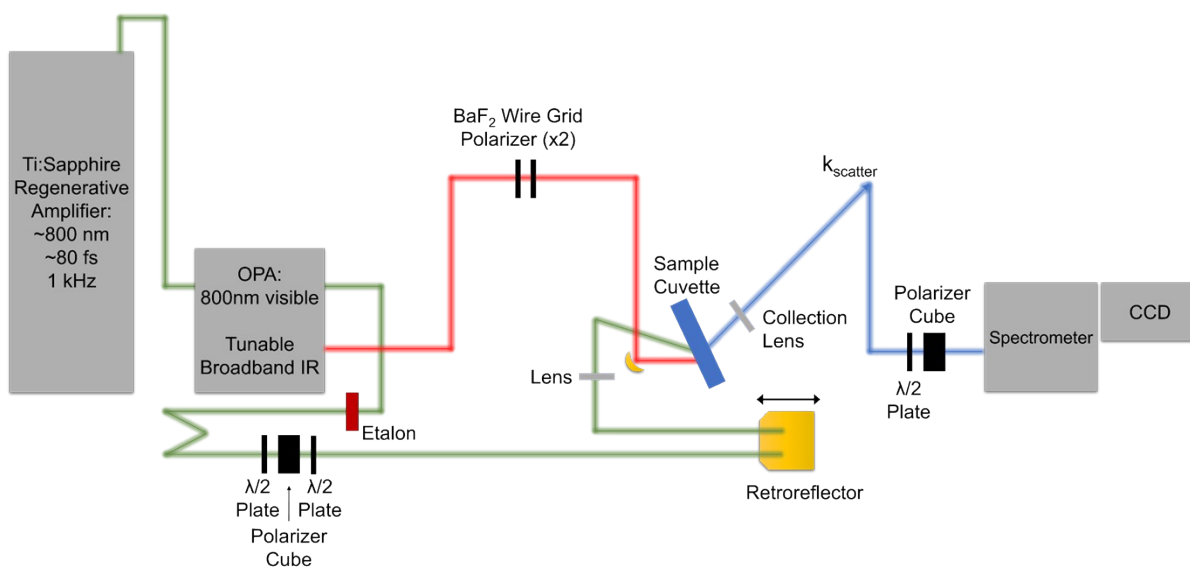 Ti:Sapphire
Regenerative
Amplifier:
~800 nm
~80 fs
1 kHz
OPA:
800nm visible
Tunable
Broadband IR
BaF₂ Wire Grid
Polarizer (x2)
k_scatter
Sample
Cuvette
Collection
Lens
Lens
Polarizer
Cube
λ/2
Plate
Spectrometer
CCD
Etalon
λ/2
Plate
λ/2
Plate
Polarizer
Cube
Retroreflector